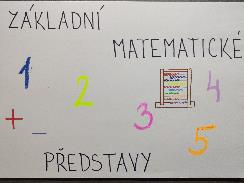 ZÁKLADNÍ
MATEMATICKÉ
1 2 3 4 5
+ −
PŘEDSTAVY